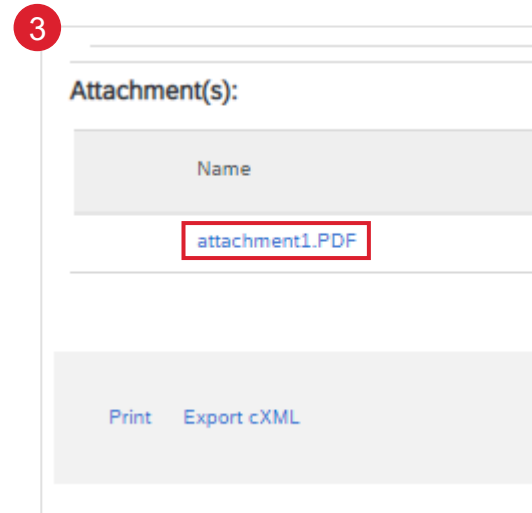 3
Attachment(s):
Name
attachment1.PDF
Print Export cXML